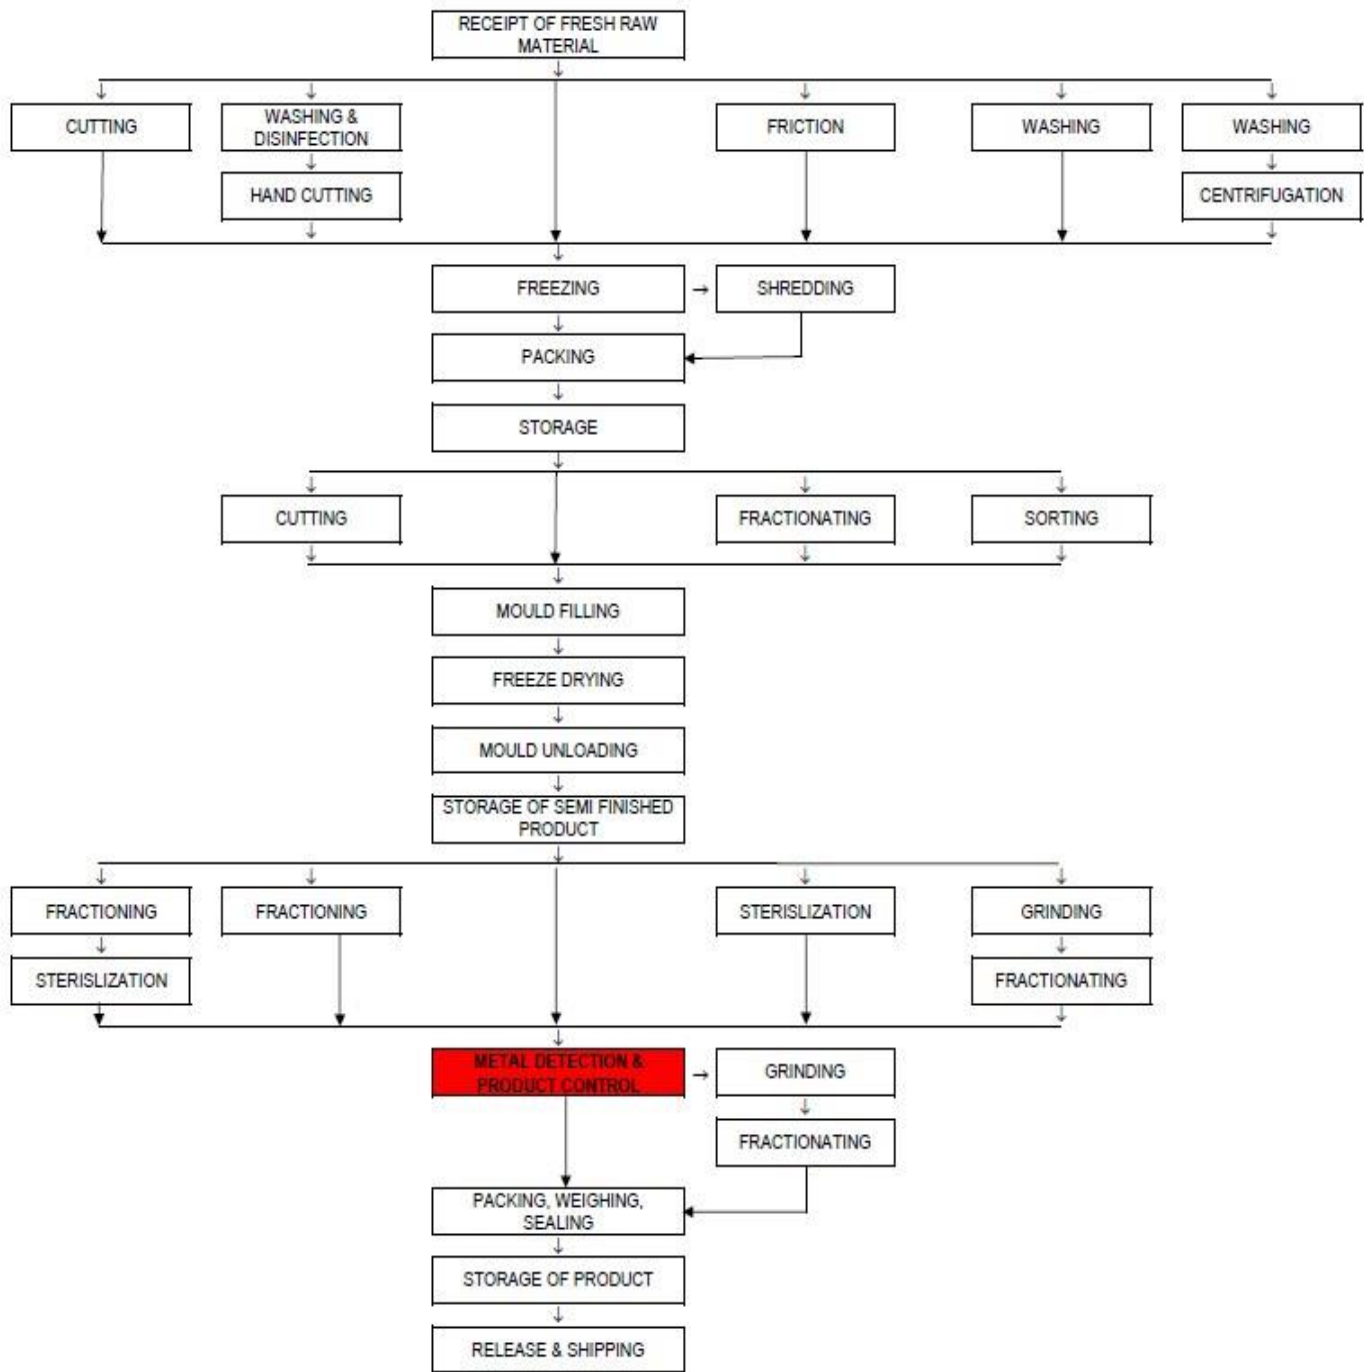 RECEIPT OF FRESH RAW
MATERIAL
CUTTING
WASHING &
DISINFECTION
FRICTION
WASHING
WASHING
HAND CUTTING
CENTRIFUGATION
FREEZING
SHREDDING
PACKING
STORAGE
CUTTING
FRACTIONATING
SORTING
MOULD FILLING
FREEZE DRYING
MOULD UNLOADING
STORAGE OF SEMI FINISHED
PRODUCT
FRACTIONING
FRACTIONING
STERISLIZATION
GRINDING
STERISLIZATION
FRACTIONATING
METAL DETECTION &
PRODUCT CONTROL
GRINDING
FRACTIONATING
PACKING, WEIGHING,
SEALING
STORAGE OF PRODUCT
RELEASE & SHIPPING